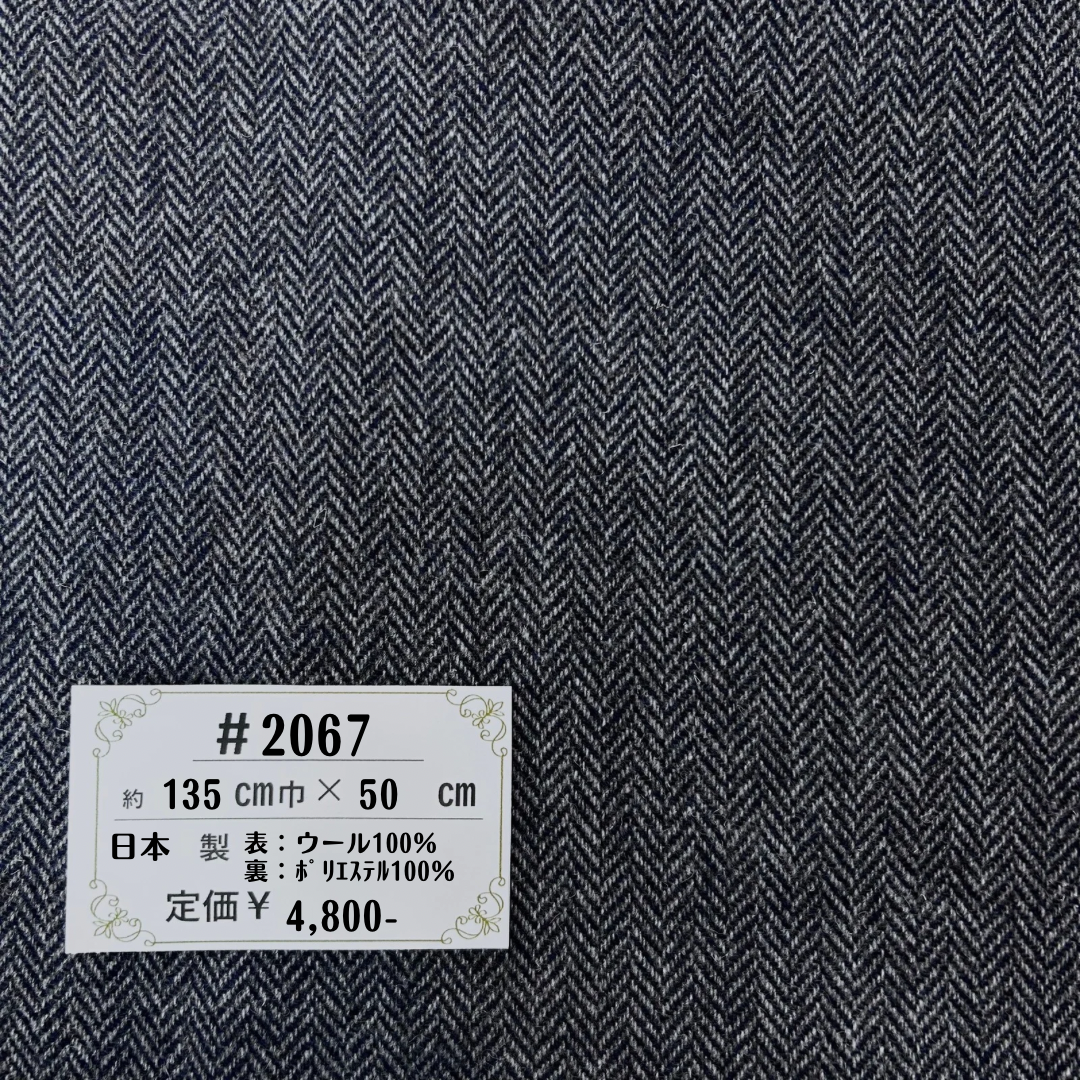 #2067
約 135 cm巾 × 50 cm
日本 製 表：ウール100%
裏：ﾎﾟﾘｴｽﾃﾙ100%
定価¥ 4,800-